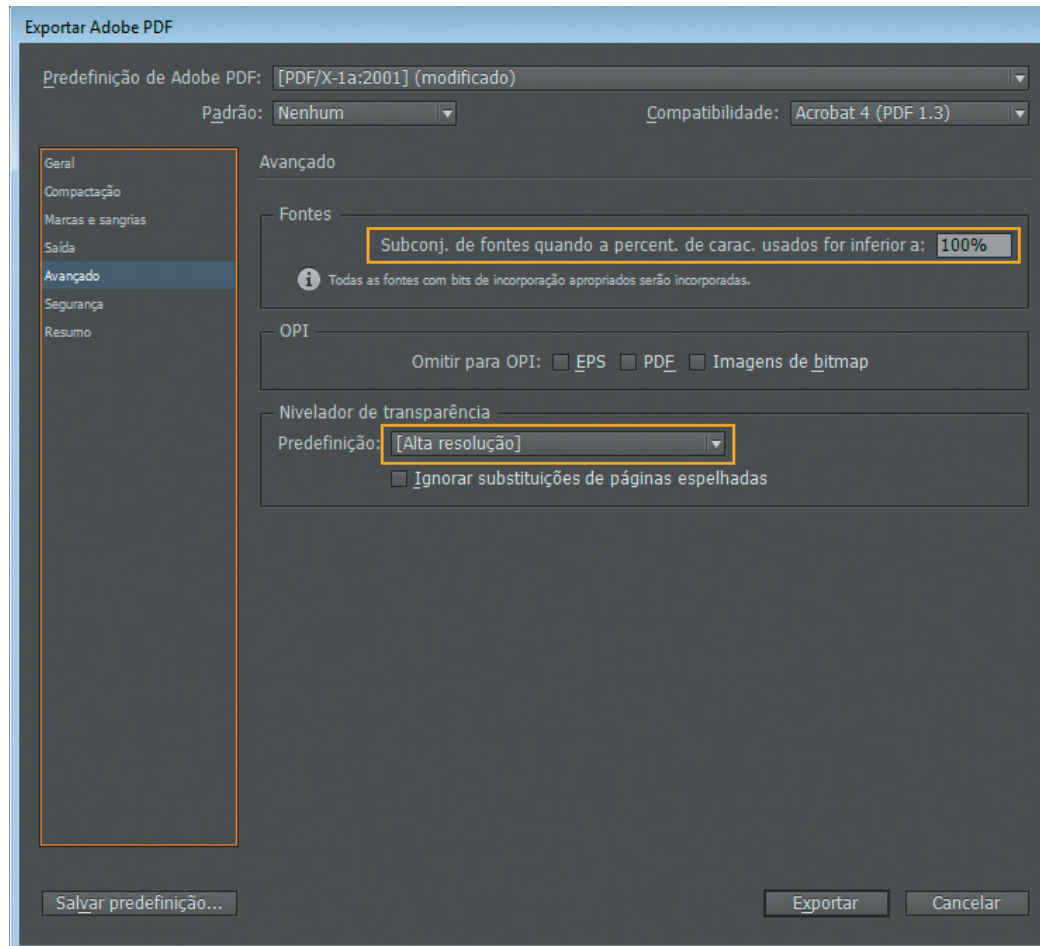 Exportar Adobe PDF
Predefinição de Adobe PDF: [PDF/X-1a:2001] (modificado)
Padrão: Nenhum Compatibilidade: Acrobat 4 (PDF 1.3)
Geral
Compactação
Marcas e sangrias
Saída
Avançado
Segurança
Resumo
Avançado
Fontes
Subconj. de fontes quando a percent. de carac. usados for inferior a: 100%
Todas as fontes com bits de incorporação apropriados serão incorporadas.
OPI
Omitir para OPI: EPS PDF Imagens de bitmap
Nivelador de transparência
Predefinição: [Alta resolução]
Ignorar substituições de páginas espelhadas
Salvar predefinição... Exportar Cancelar